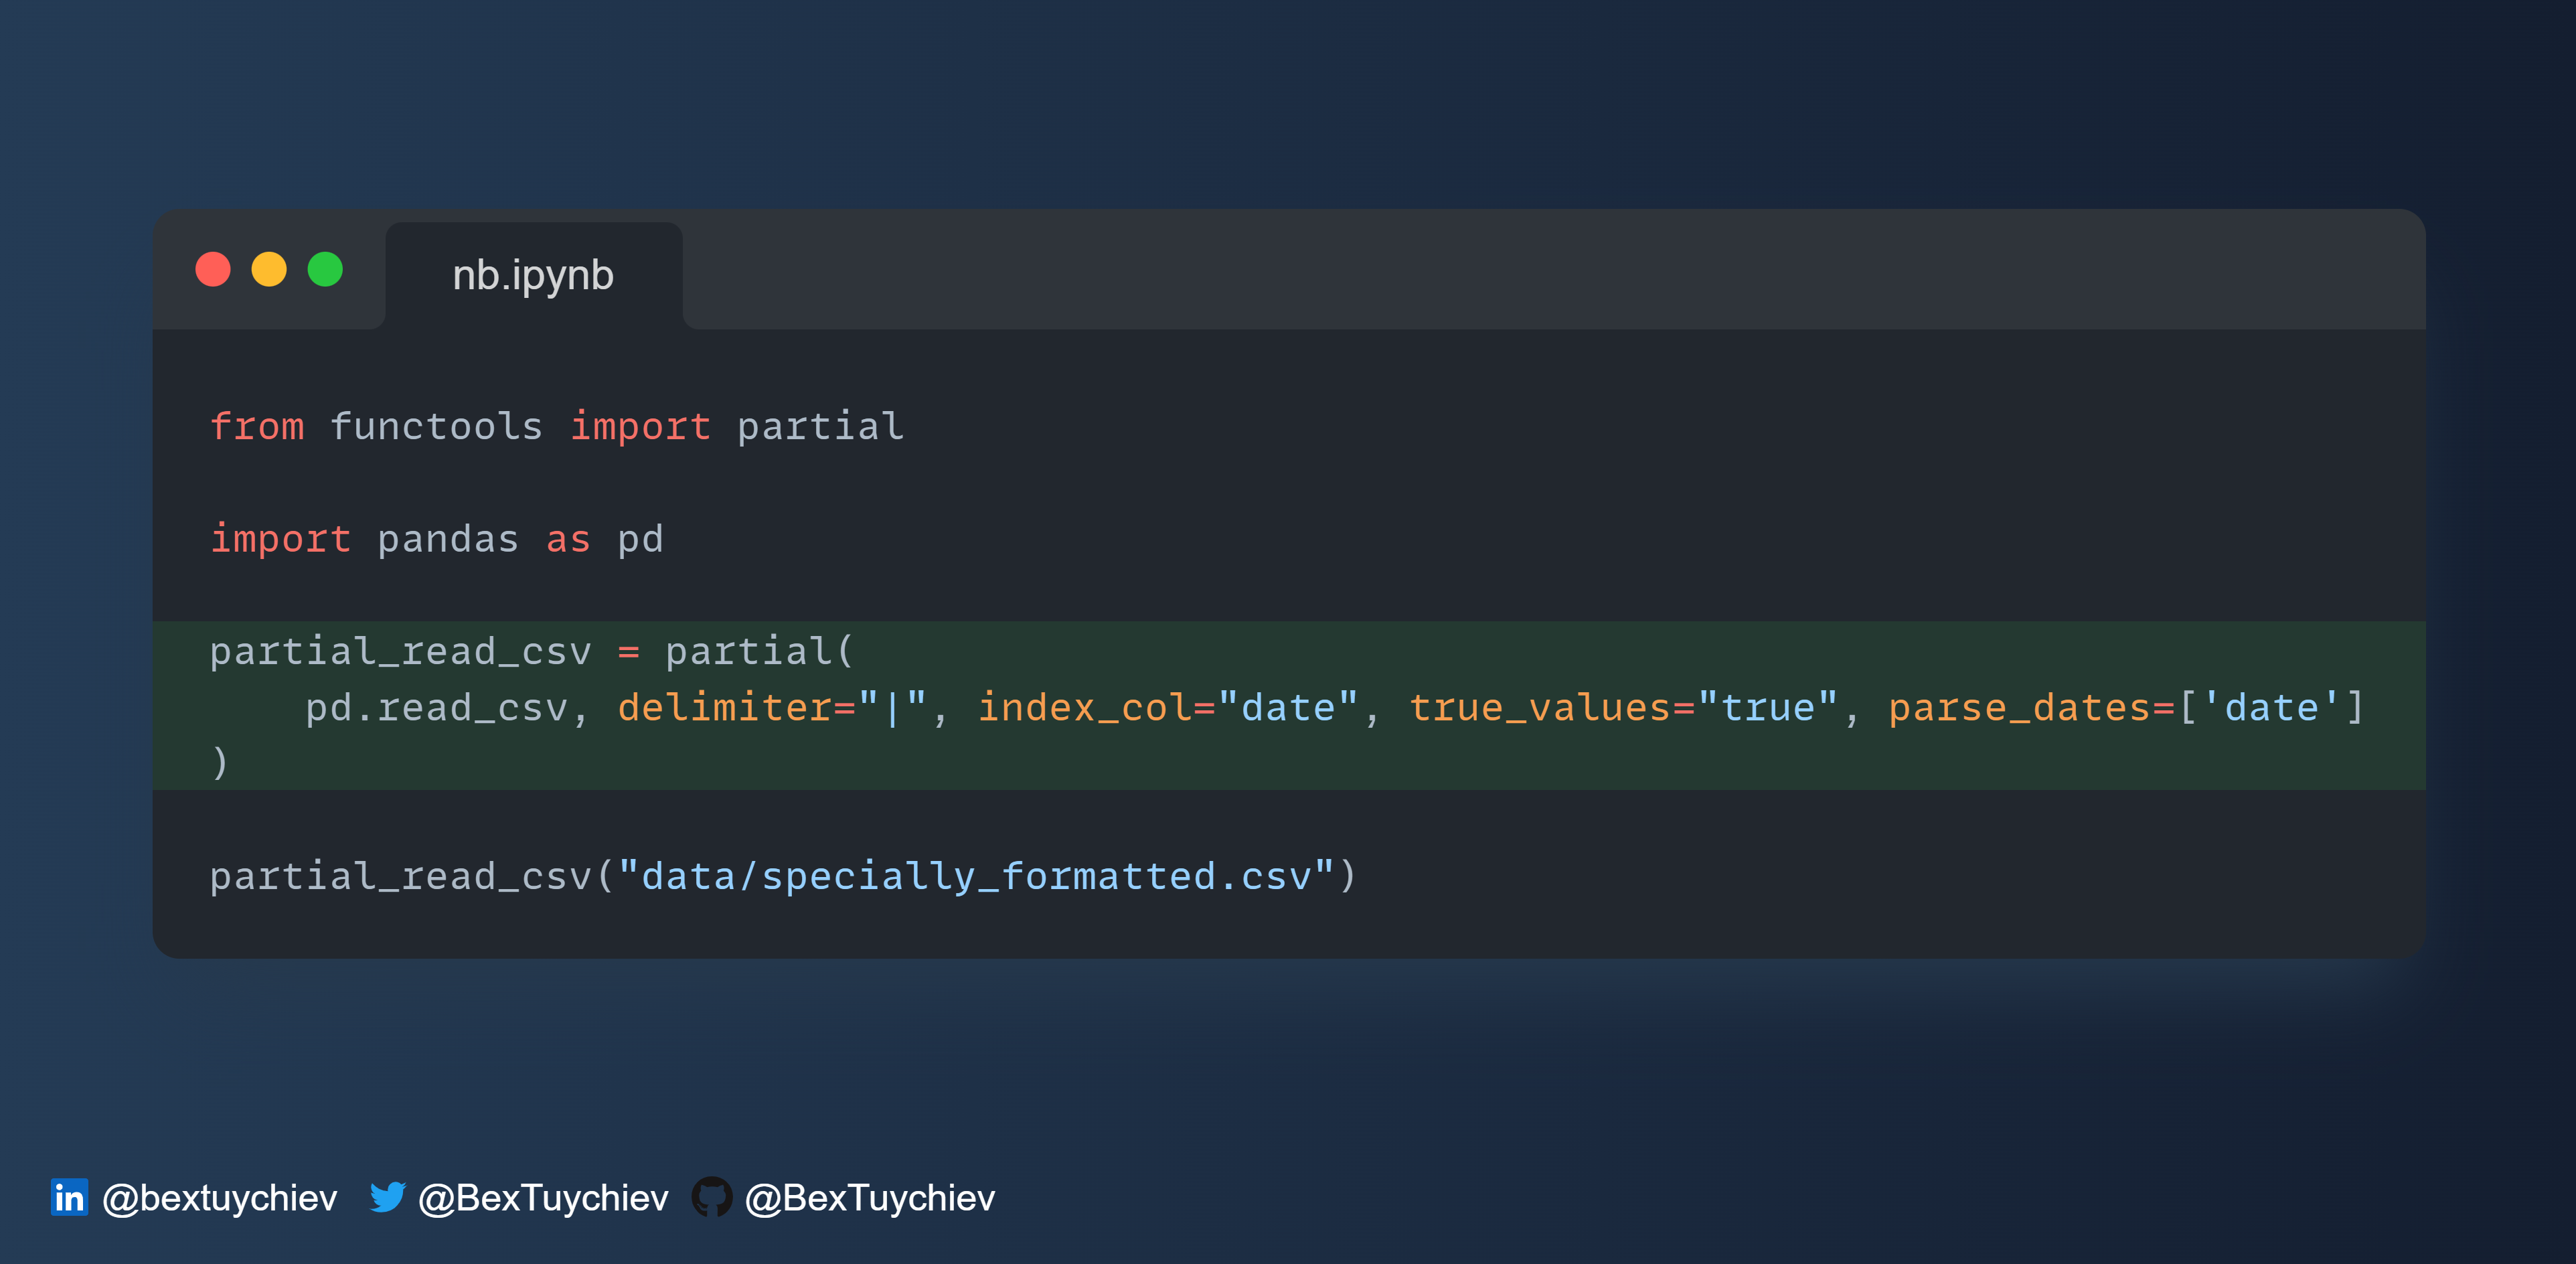 nb.ipynb
from functools import partial
import pandas as pd
partial_read_csv = partial(
    pd.read_csv, delimiter="|", index_col="date", true_values="true", parse_dates=['date']
)
partial_read_csv("data/specially_formatted.csv")
in @bextuychiev @BexTuychiev @BexTuychiev